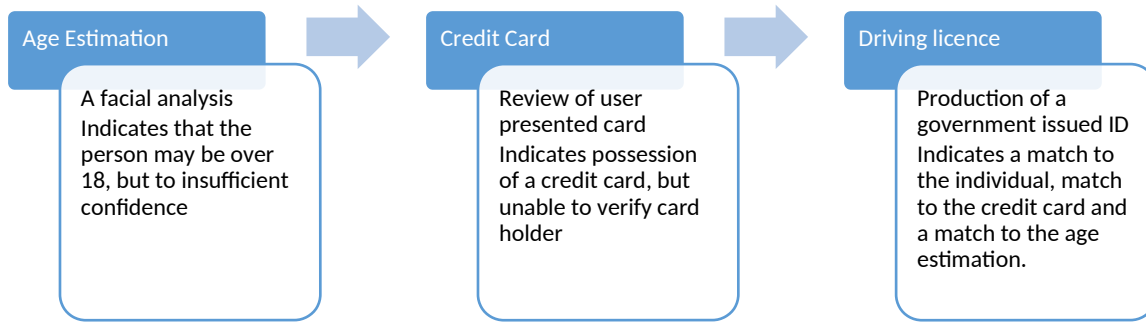 Age Estimation
A facial analysis
Indicates that the
person may be over
18, but to insufficient
confidence
Credit Card
Review of user
presented card
Indicates possession
of a credit card, but
unable to verify card
holder
Driving licence
Production of a
government issued ID
Indicates a match to
the individual, match
to the credit card and
a match to the age
estimation.